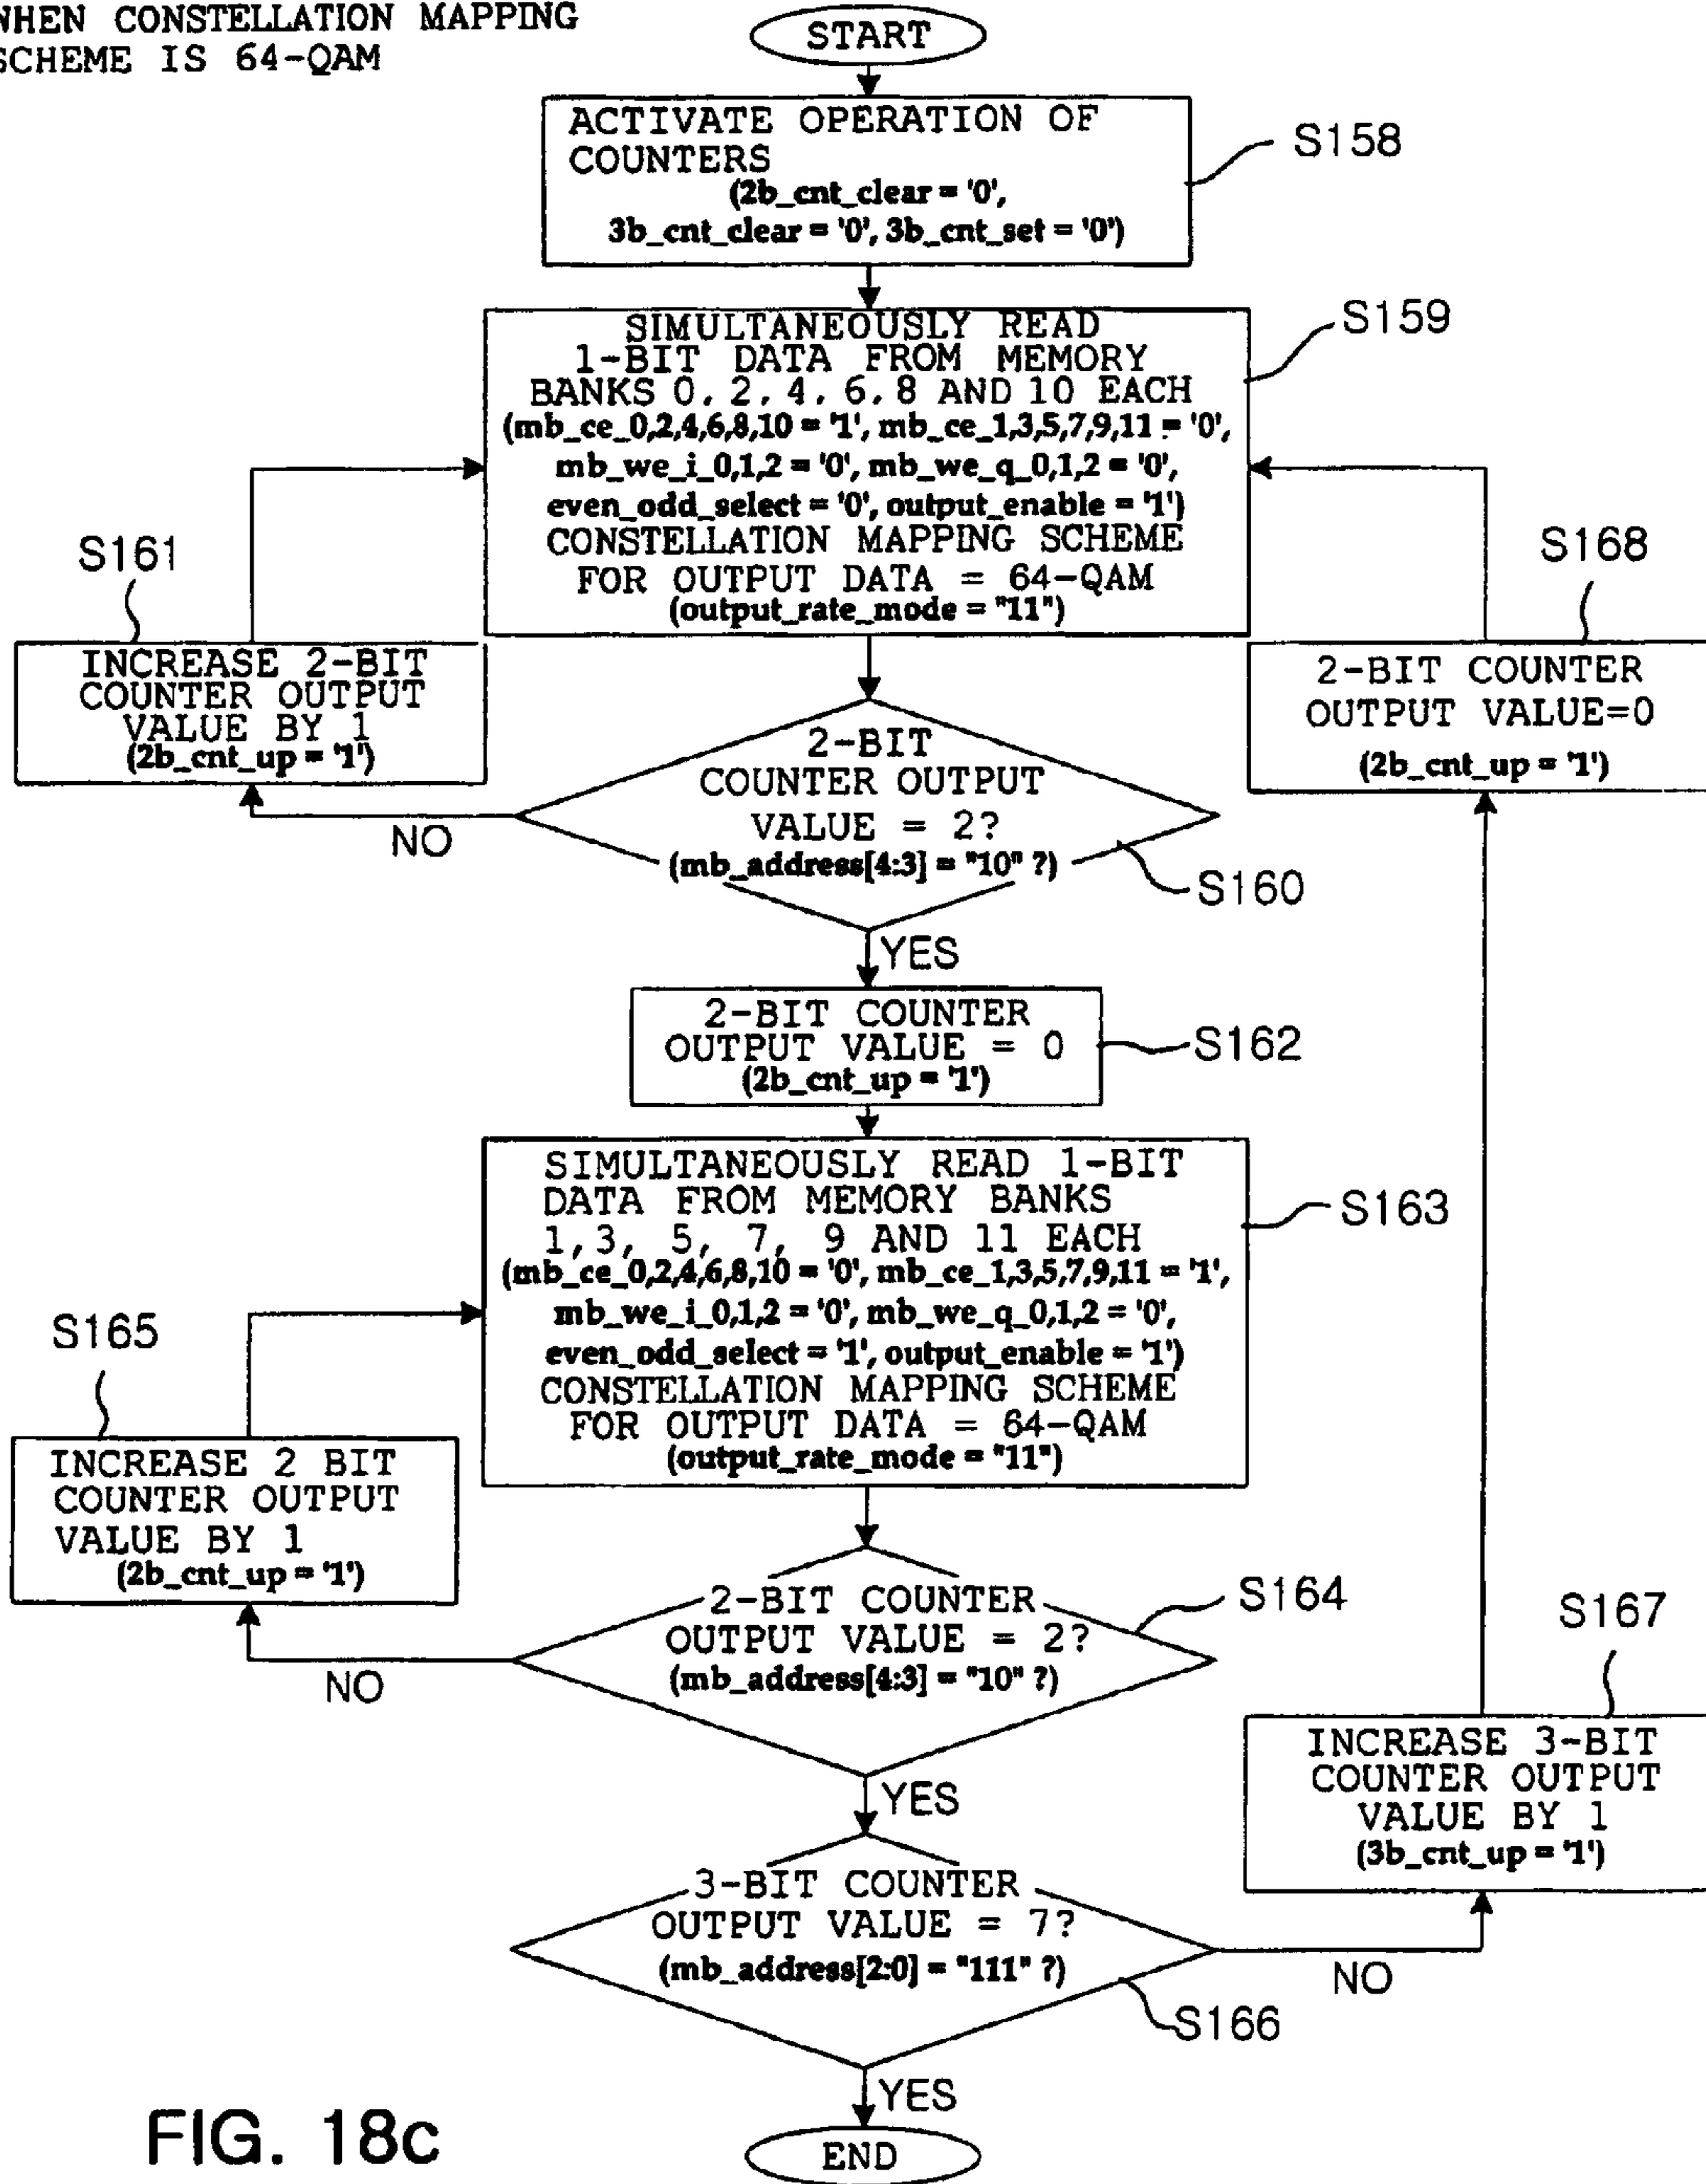 WHEN CONSTELLATION MAPPING
SCHEME IS 64-QAM
START
ACTIVATE OPERATION OF
COUNTERS
(2b_cnt_clear = '0',
3b_cnt_clear = '0', 3b_cnt_set = '0')
S158
SIMULTANEOUSLY READ
1-BIT DATA FROM MEMORY
BANKS 0, 2, 4, 6, 8 AND 10 EACH
(mb_ce_0,2,4,6,8,10 = '1', mb_ce_1,3,5,7,9,11 = '0',
mb_we_i_0,1,2 = '0', mb_we_q_0,1,2 = '0',
even_odd_select = '0', output_enable = '1')
CONSTELLATION MAPPING SCHEME
FOR OUTPUT DATA = 64-QAM
(output_rate_mode = "11")
S159
S161
INCREASE 2-BIT
COUNTER OUTPUT
VALUE BY 1
(2b_cnt_up = '1')
S168
2-BIT COUNTER
OUTPUT VALUE=0
(2b_cnt_up = '1')
2-BIT
COUNTER OUTPUT
VALUE = 2?
(mb_address[4:3] = "10" ?)
NO
S160
YES
2-BIT COUNTER
OUTPUT VALUE = 0
(2b_cnt_up = '1')
S162
SIMULTANEOUSLY READ 1-BIT
DATA FROM MEMORY BANKS
1,3, 5, 7, 9 AND 11 EACH
(mb_ce_0,2,4,6,8,10 = '0', mb_ce_1,3,5,7,9,11 = '1',
mb_we_i_0,1,2 = '0', mb_we_q_0,1,2 = '0',
even_odd_select = '1', output_enable = '1')
CONSTELLATION MAPPING SCHEME
FOR OUTPUT DATA = 64-QAM
(output_rate_mode = "11")
S163
S165
INCREASE 2 BIT
COUNTER OUTPUT
VALUE BY 1
(2b_cnt_up = '1')
2-BIT COUNTER
OUTPUT VALUE = 2?
(mb_address[4:3] = "10" ?)
S164
NO
YES
S167
INCREASE 3-BIT
COUNTER OUTPUT
VALUE BY 1
(3b_cnt_up = '1')
3-BIT COUNTER
OUTPUT VALUE = 7?
(mb_address[2:0] = "111" ?)
NO
S166
YES
END
FIG. 18c